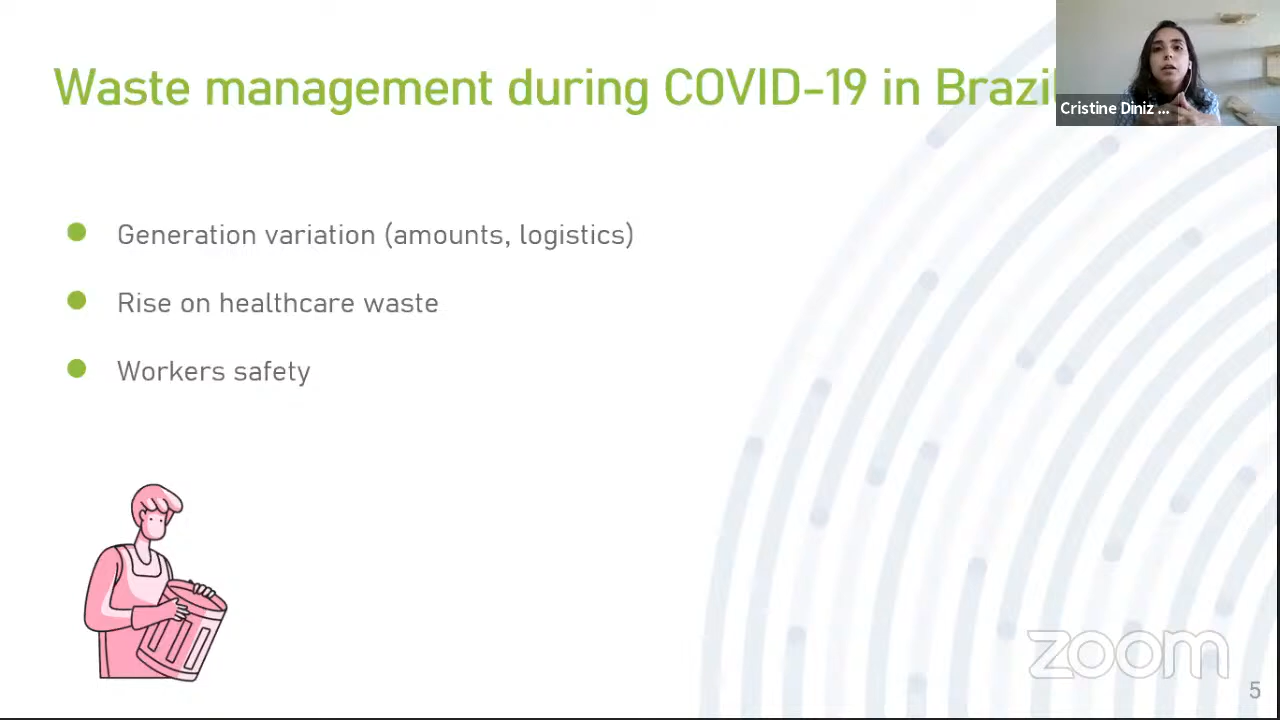 Waste management during COVID-19 in Brazil
Cristine Diniz ...
Generation variation (amounts, logistics)
Rise on healthcare waste
Workers safety
zoom
5